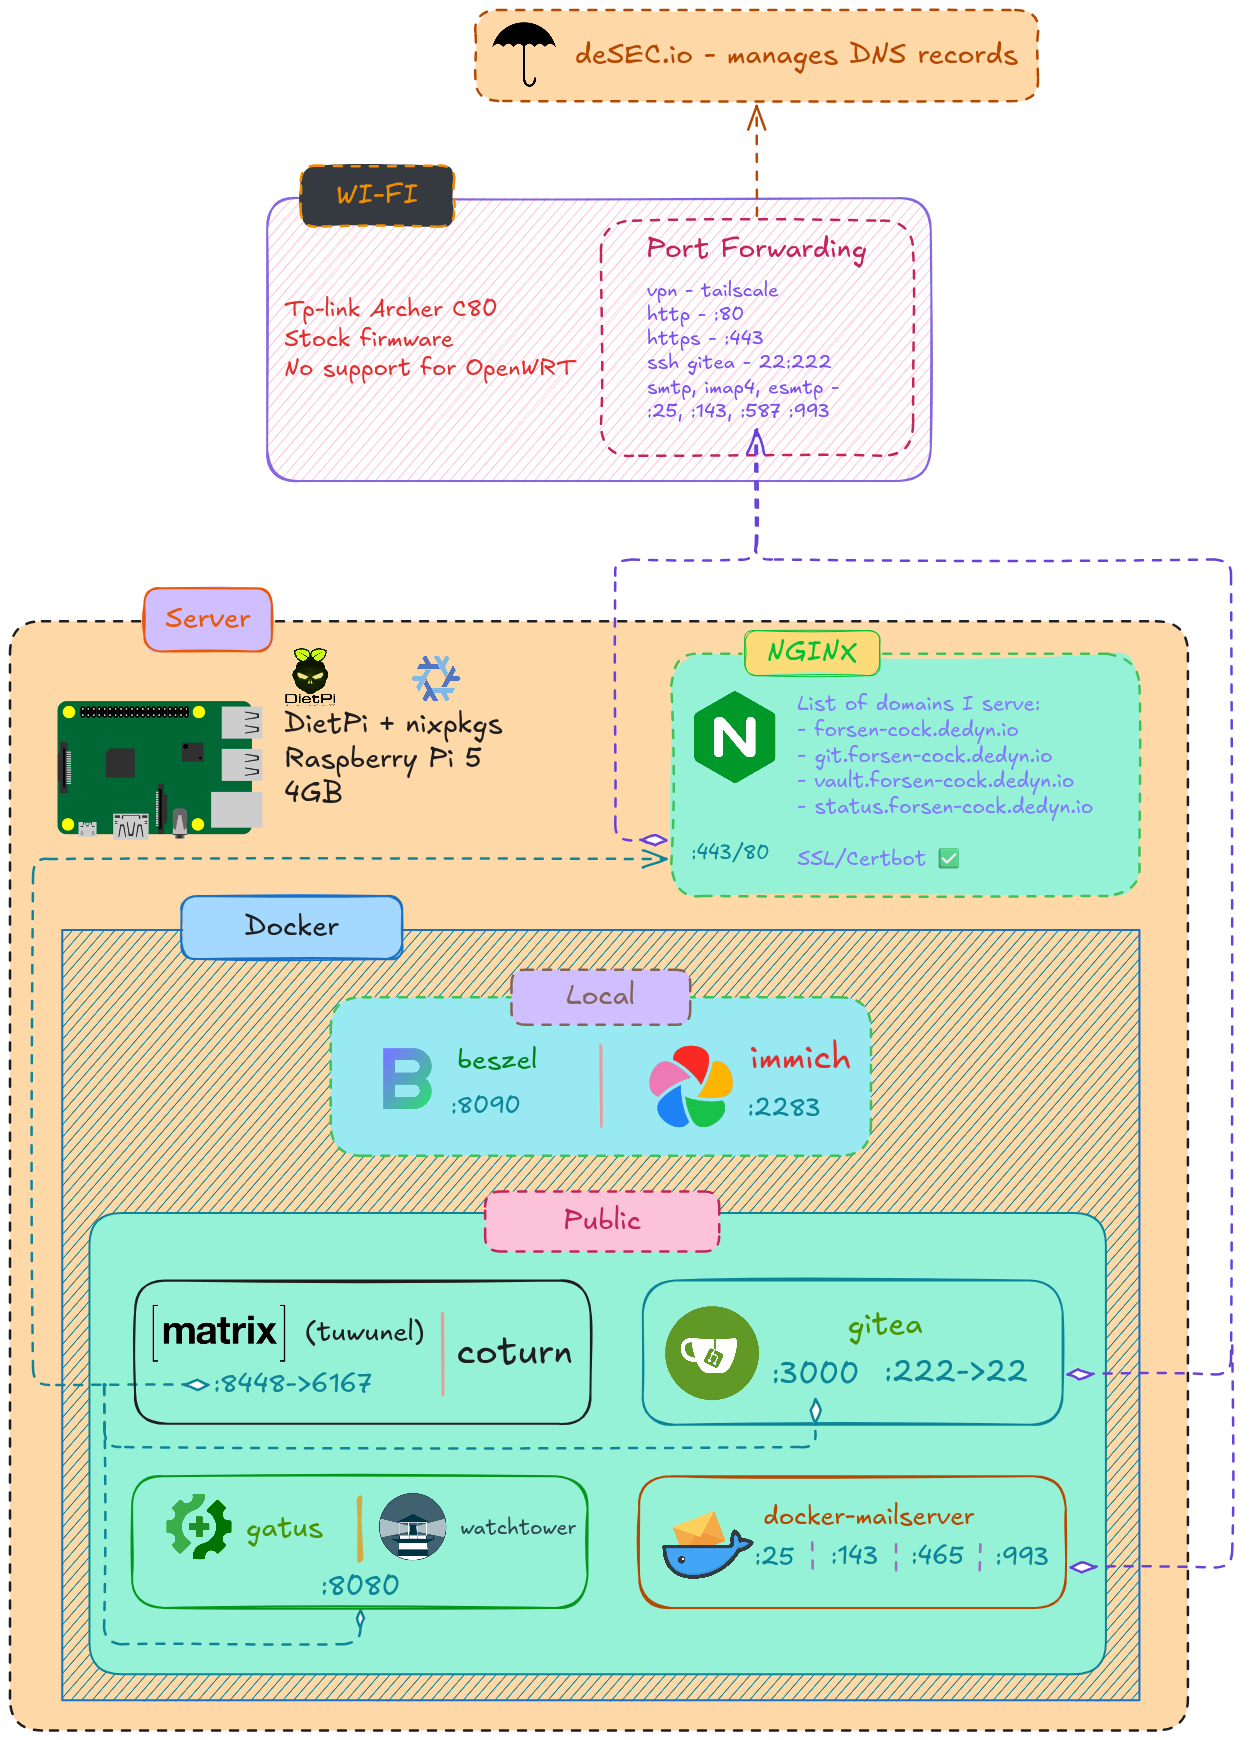 deSEC.io - manages DNS records
WI-FI
Port Forwarding
vpn - tailscale
http - :80
https - :443
ssh gitea - 22:222
smtp, imap4, esmtp -
:25, :143, :587 :993
Tp-link Archer C80
Stock firmware
No support for OpenWRT
Server
DietPi
DietPi + nixpkgs
Raspberry Pi 5
4GB
NGINX
N
List of domains I serve:
- forsen-cock.dedyn.io
- git.forsen-cock.dedyn.io
- vault.forsen-cock.dedyn.io
- status.forsen-cock.dedyn.io
:443/80
SSL/Certbot ✅
Docker
Local
B
beszel
:8090
immich
:2283
Public
[matrix]
(tuwunel)
:8448->6167
coturn
gitea
:3000
:222->22
gatus
watchtower
:8080
docker-mailserver
:25 ¦ :143 ¦ :465 ¦ :993